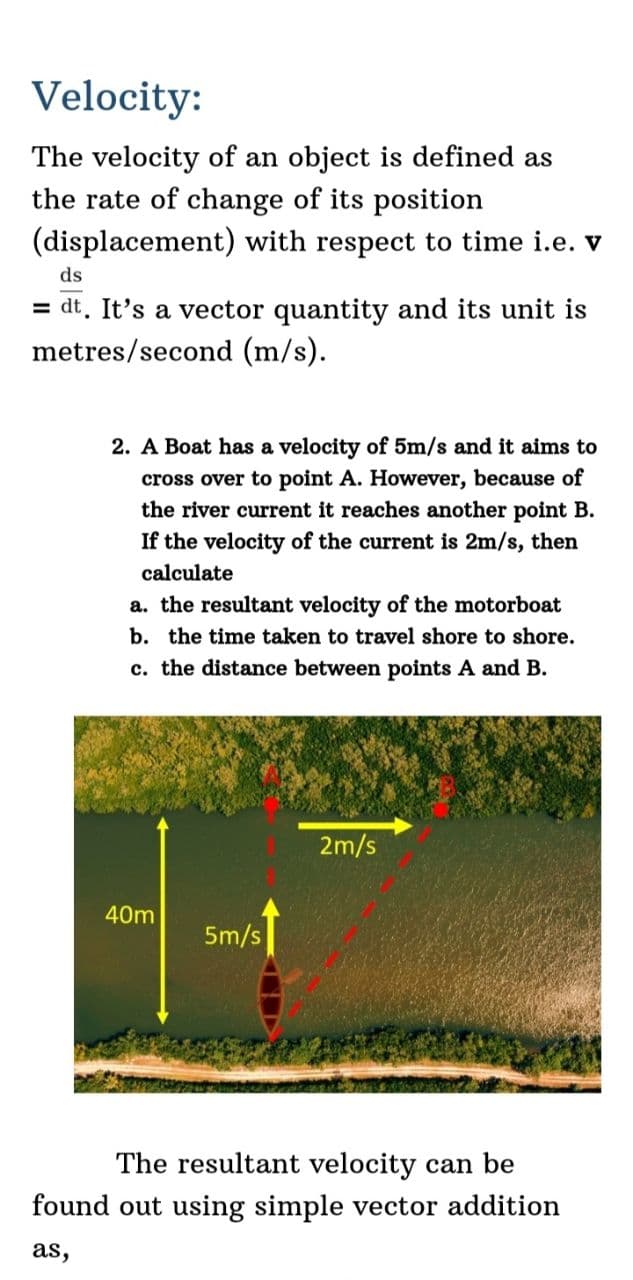 Velocity:
The velocity of an object is defined as
the rate of change of its position
(displacement) with respect to time i.e. v
= ds/dt. It’s a vector quantity and its unit is
metres/second (m/s).
2. A Boat has a velocity of 5m/s and it aims to
cross over to point A. However, because of
the river current it reaches another point B.
If the velocity of the current is 2m/s, then
calculate
a. the resultant velocity of the motorboat
b. the time taken to travel shore to shore.
c. the distance between points A and B.
A
B
2m/s
40m
5m/s
The resultant velocity can be
found out using simple vector addition
as,